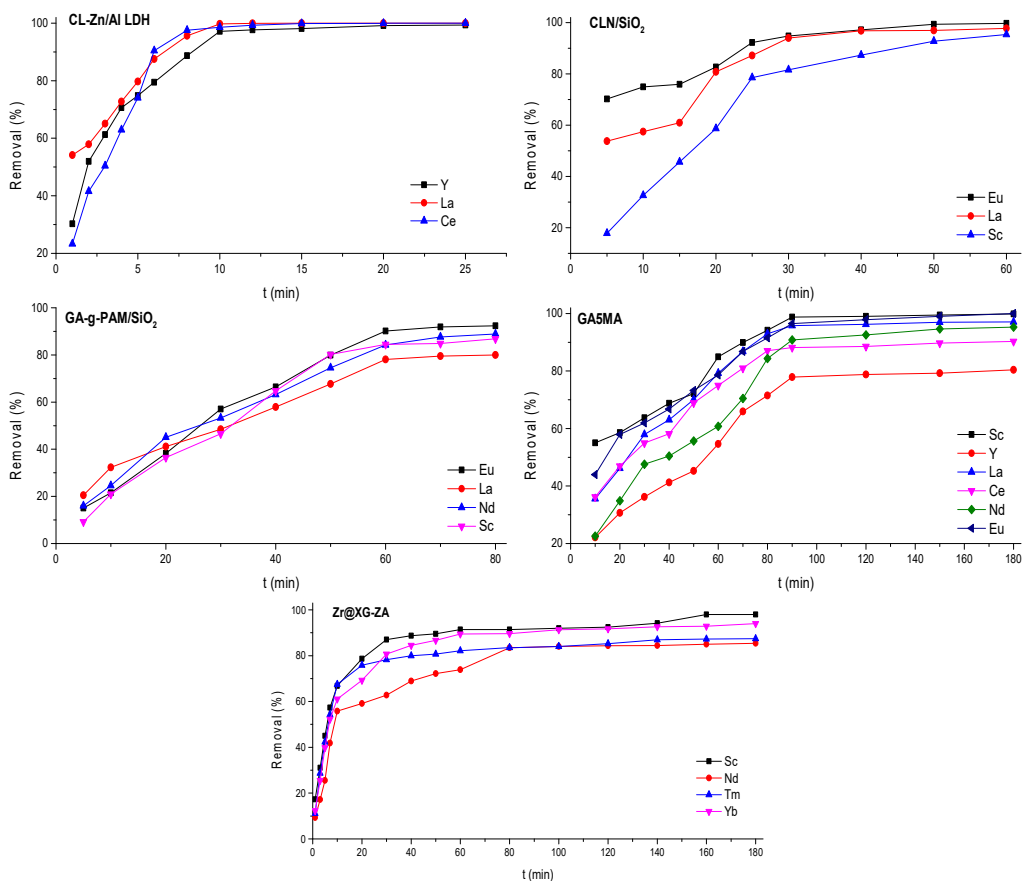 CL-Zn/Al LDH
100
80
60
40
20
Removal (%)
0
5
10
15
20
25
t (min)
Y
La
Ce
CLN/SiO₂
100
80
60
40
20
Removal (%)
0
10
20
30
40
50
60
t (min)
Eu
La
Sc
GA-g-PAM/SiO₂
100
80
60
40
20
0
Removal (%)
0
10
20
30
40
50
60
70
80
t (min)
Eu
La
Nd
Sc
GA5MA
100
80
60
40
20
Removal (%)
0
20
40
60
80
100
120
140
160
180
t (min)
Sc
Y
La
Ce
Nd
Eu
Zr@XG-ZA
100
80
60
40
20
0
Removal (%)
0
20
40
60
80
100
120
140
160
180
t (min)
Sc
Nd
Tm
Yb